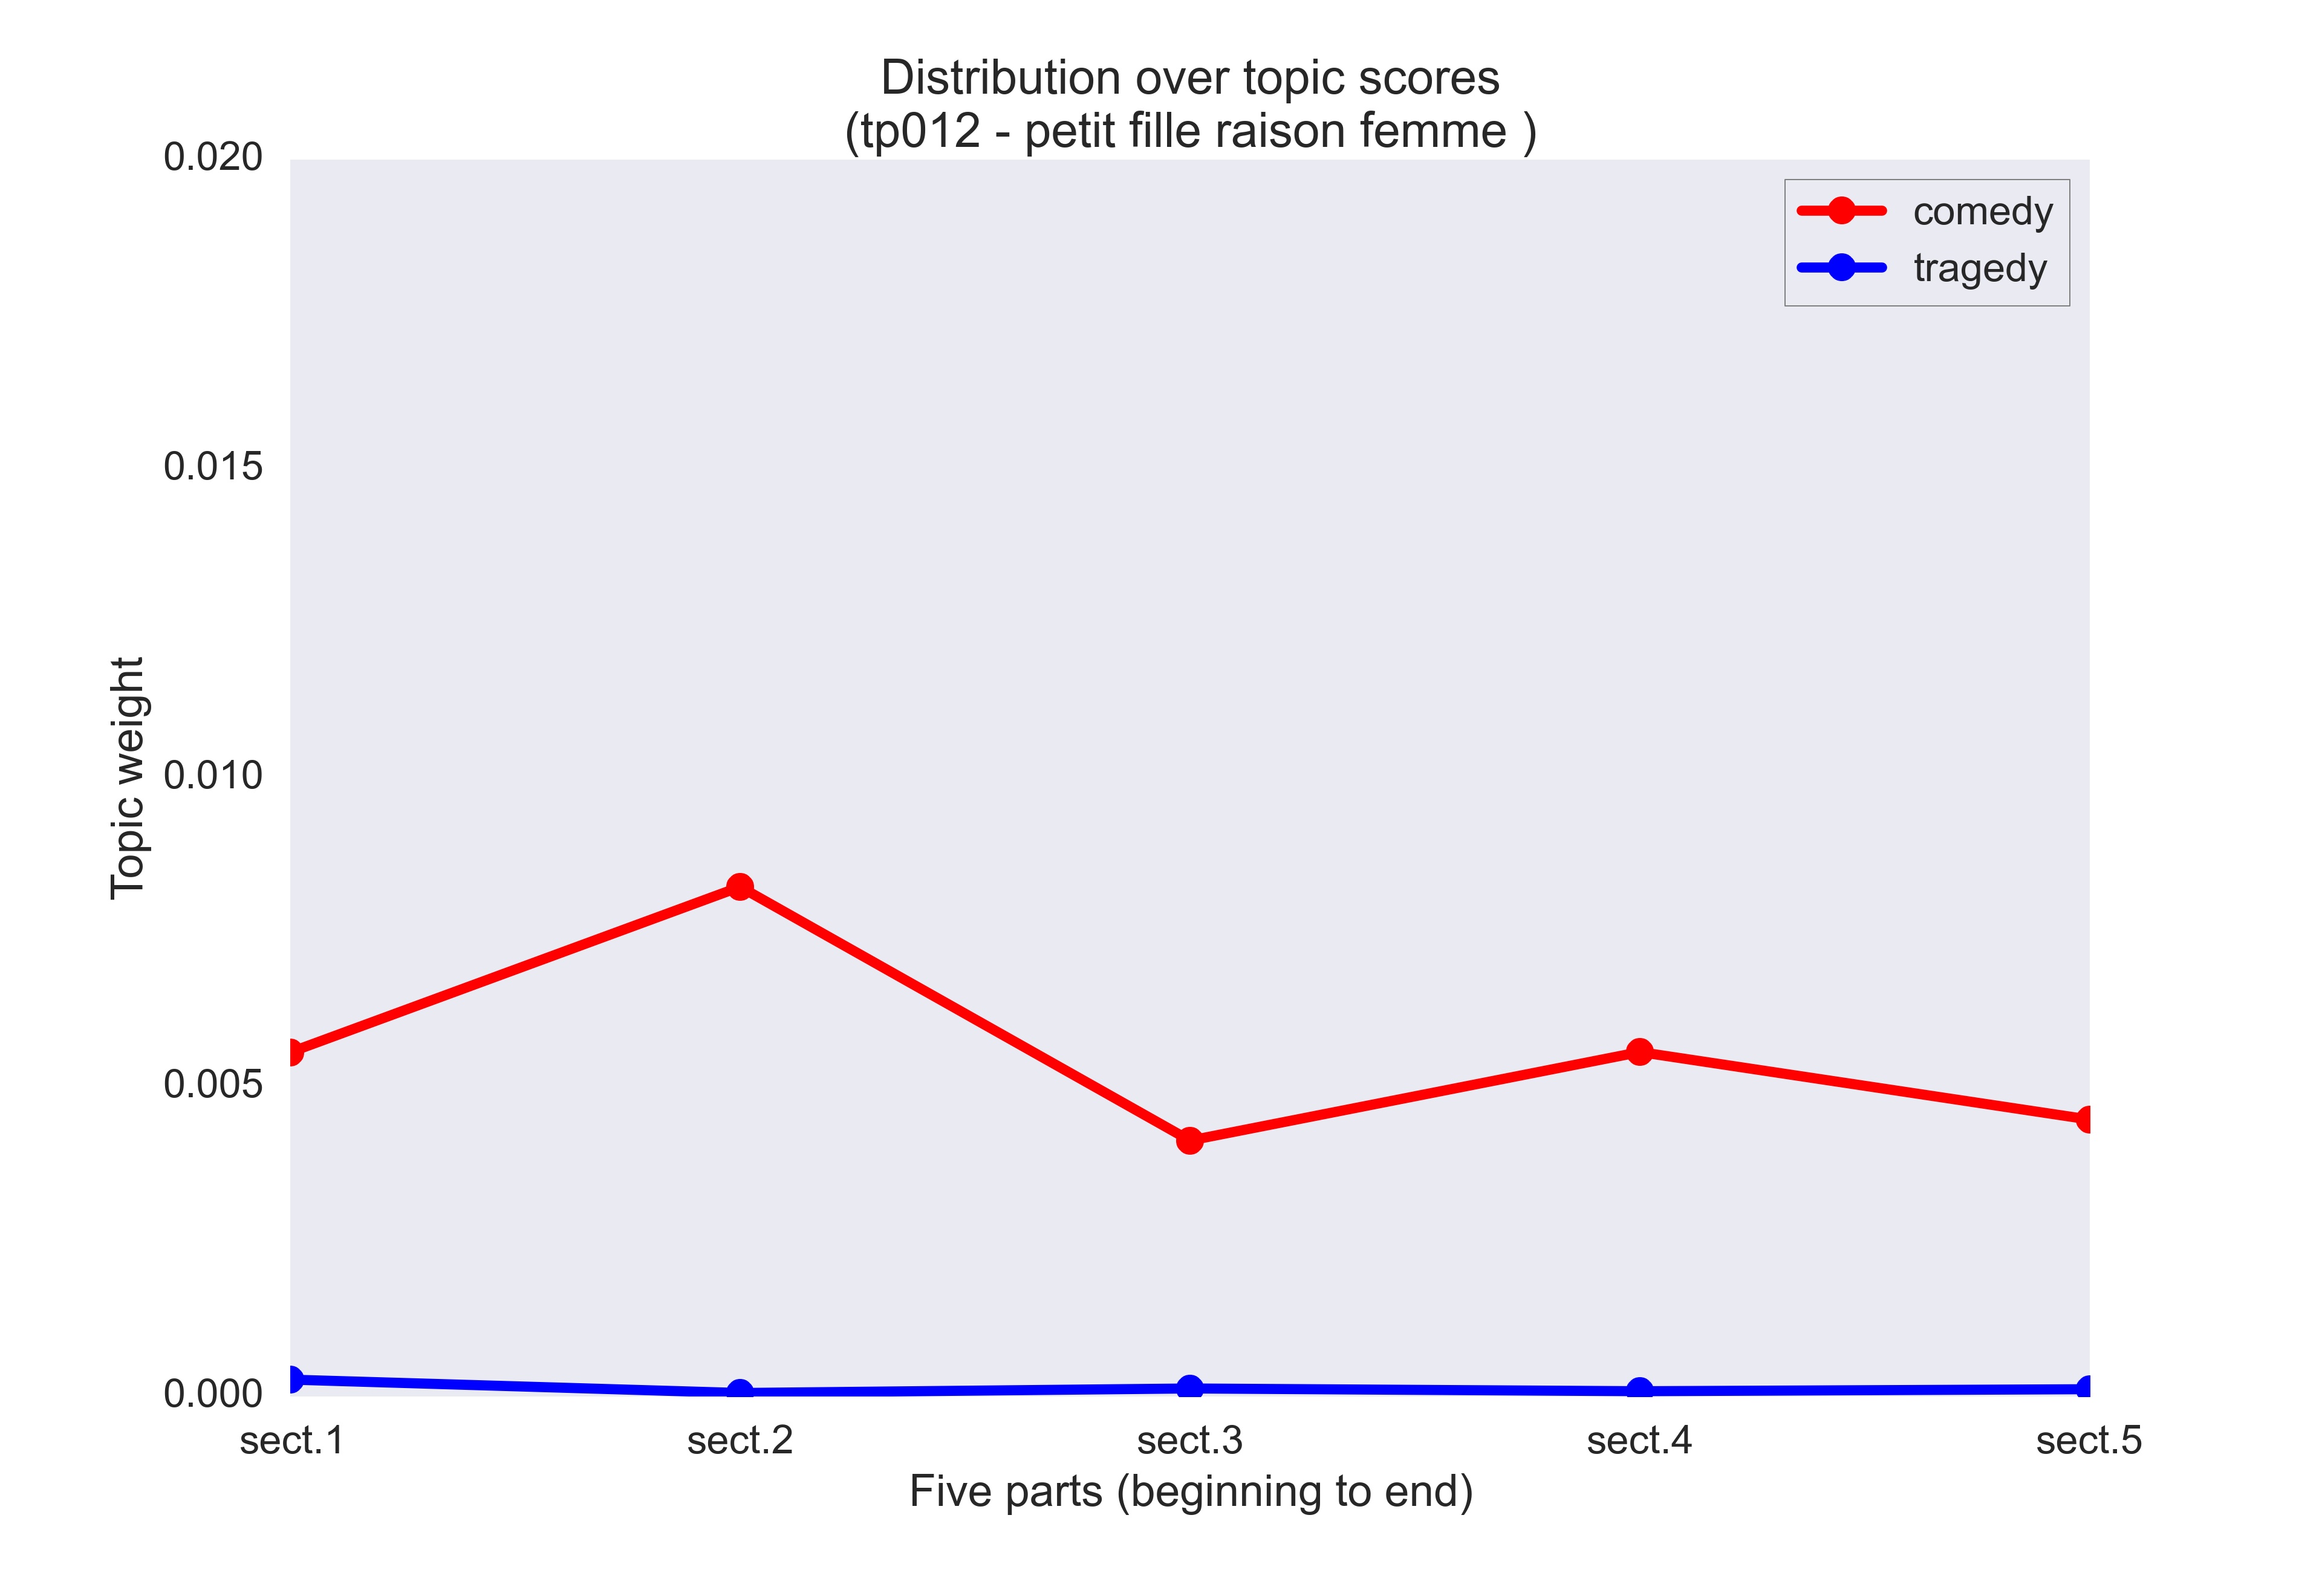 Distribution over topic scores
(tp012 - petit fille raison femme )
0.020
0.015
0.010
0.005
0.000
Topic weight
comedy
tragedy
sect.1
sect.2
sect.3
sect.4
sect.5
Five parts (beginning to end)